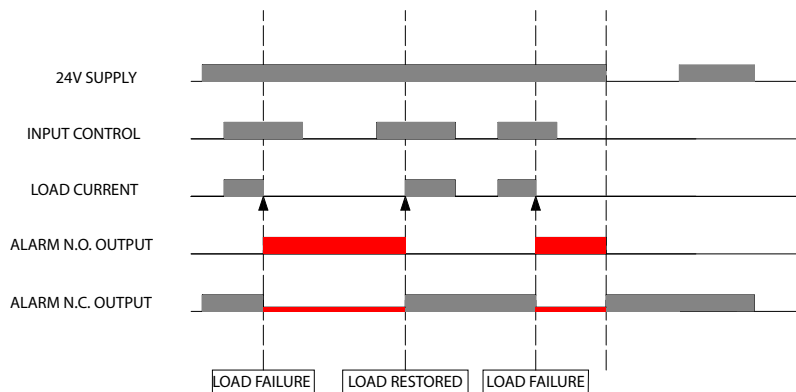 24V SUPPLY
INPUT CONTROL
LOAD CURRENT
ALARM N.O. OUTPUT
ALARM N.C. OUTPUT
LOAD FAILURE
LOAD RESTORED
LOAD FAILURE